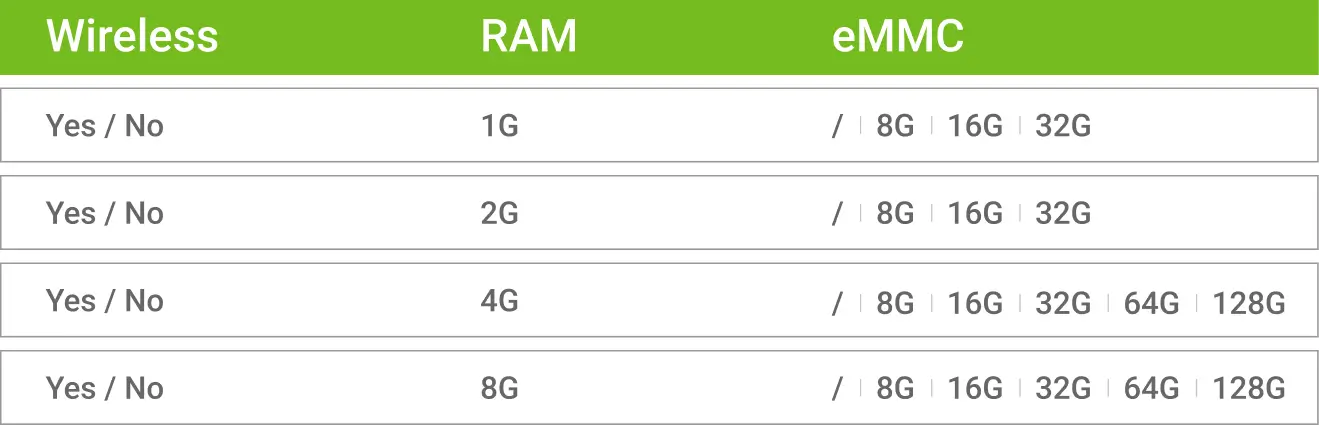 Wireless RAM eMMC
Yes / No 1G / | 8G | 16G | 32G
Yes / No 2G / | 8G | 16G | 32G
Yes / No 4G / | 8G | 16G | 32G | 64G | 128G
Yes / No 8G / | 8G | 16G | 32G | 64G | 128G